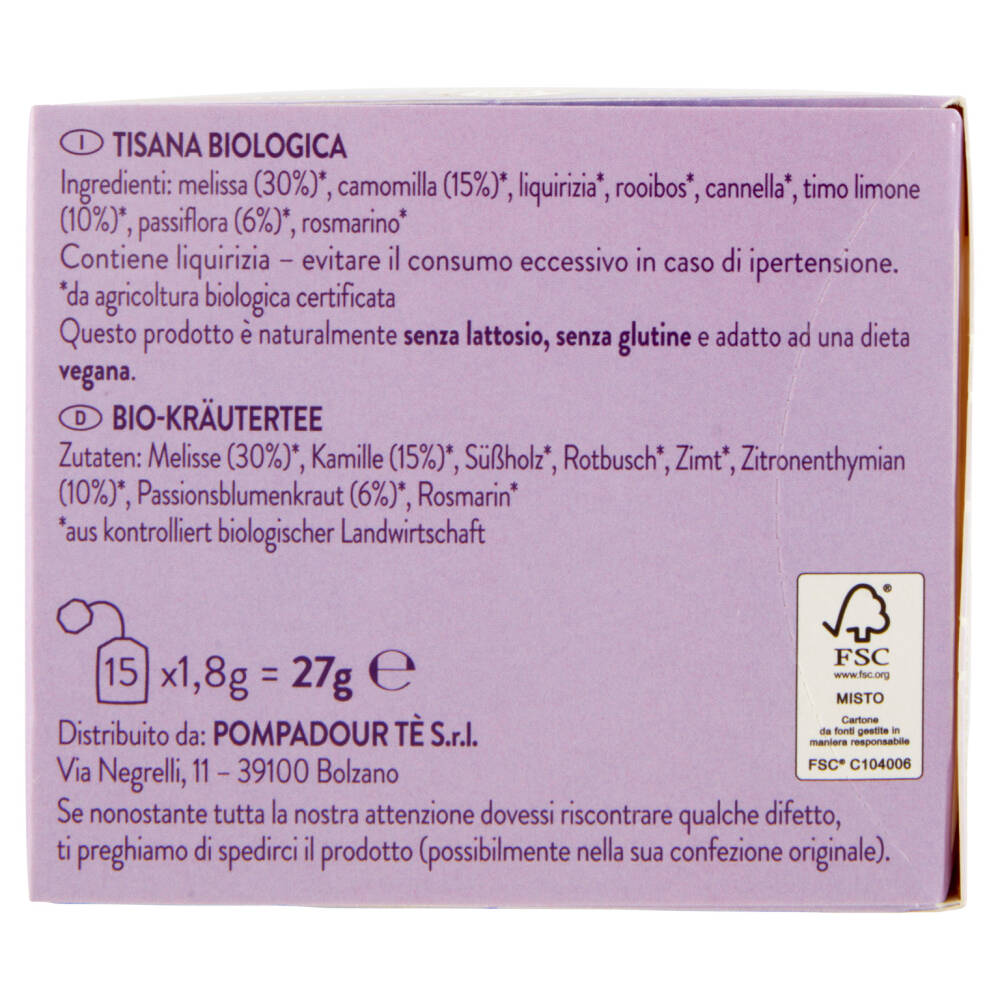 I TISANA BIOLOGICA
Ingredienti: melissa (30%)*, camomilla (15%)*, liquirizia*, rooibos*, cannella*, timo limone
(10%)*, passiflora (6%)*, rosmarino*
Contiene liquirizia – evitare il consumo eccessivo in caso di ipertensione.
*da agricoltura biologica certificata
Questo prodotto è naturalmente senza lattosio, senza glutine e adatto ad una dieta
vegana.
D BIO-KRÄUTERTEE
Zutaten: Melisse (30%)*, Kamille (15%)*, Süßholz*, Rotbusch*, Zimt*, Zitronenthymian
(10%)*, Passionsblumenkraut (6%)*, Rosmarin*
*aus kontrolliert biologischer Landwirtschaft
15 x1,8g = 27g ℮
Distribuito da: POMPADOUR TÈ S.r.l.
Via Negrelli, 11 – 39100 Bolzano
Se nonostante tutta la nostra attenzione dovessi riscontrare qualche difetto,
ti preghiamo di spedirci il prodotto (possibilmente nella sua confezione originale).
®
FSC
www.fsc.org
MISTO
Cartone
da fonti gestite in
maniera responsabile
FSC® C104006